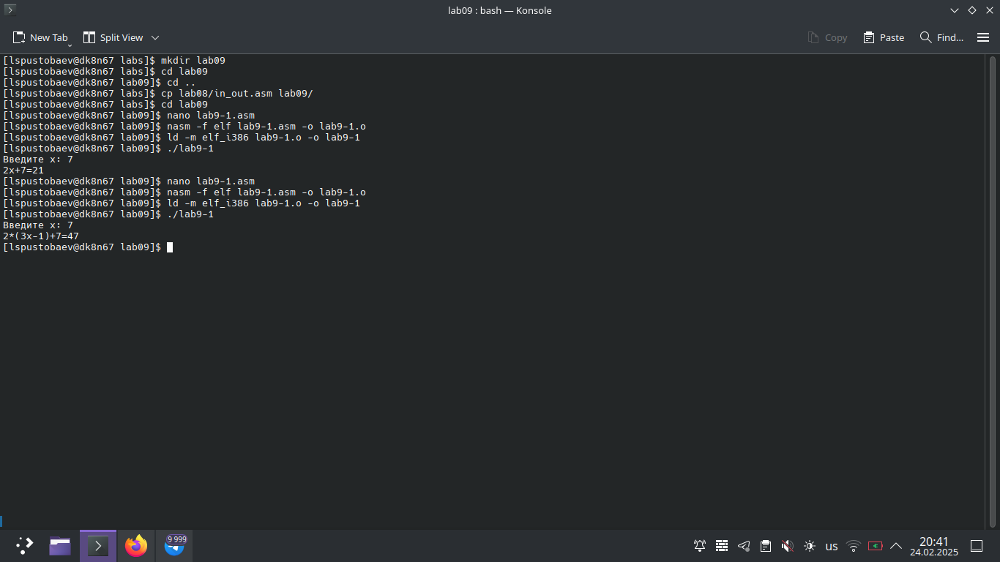 lab09 : bash — Konsole
New Tab
Split View
Copy
Paste
Find...
[lspustobaev@dk8n67 labs]$ mkdir lab09
[lspustobaev@dk8n67 labs]$ cd lab09
[lspustobaev@dk8n67 lab09]$ cd ..
[lspustobaev@dk8n67 labs]$ cp lab08/in_out.asm lab09/
[lspustobaev@dk8n67 labs]$ cd lab09
[lspustobaev@dk8n67 lab09]$ nano lab9-1.asm
[lspustobaev@dk8n67 lab09]$ nasm -f elf lab9-1.asm -o lab9-1.o
[lspustobaev@dk8n67 lab09]$ ld -m elf_i386 lab9-1.o -o lab9-1
[lspustobaev@dk8n67 lab09]$ ./lab9-1
Введите x: 7
2x+7=21
[lspustobaev@dk8n67 lab09]$ nano lab9-1.asm
[lspustobaev@dk8n67 lab09]$ nasm -f elf lab9-1.asm -o lab9-1.o
[lspustobaev@dk8n67 lab09]$ ld -m elf_i386 lab9-1.o -o lab9-1
[lspustobaev@dk8n67 lab09]$ ./lab9-1
Введите x: 7
2*(3x-1)+7=47
[lspustobaev@dk8n67 lab09]$
9 999
us
20:41
24.02.2025